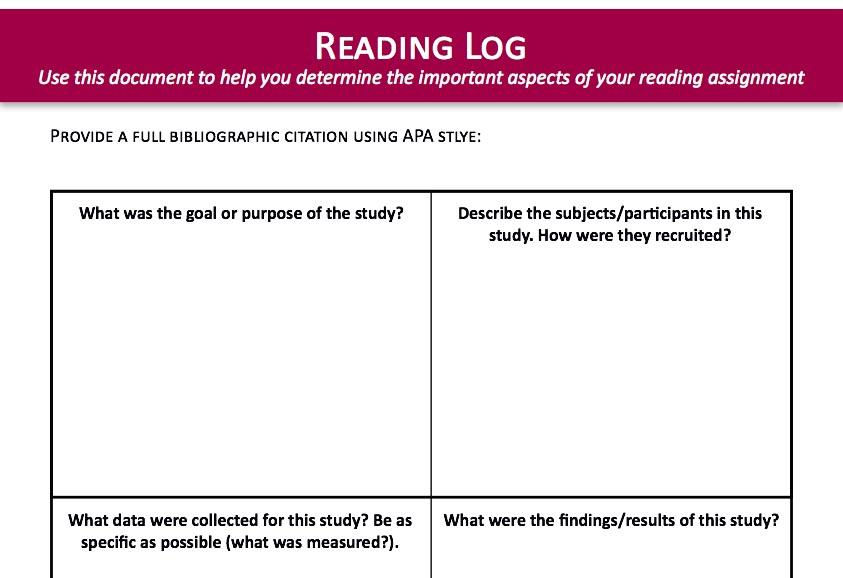 READING LOG
Use this document to help you determine the important aspects of your reading assignment
PROVIDE A FULL BIBLIOGRAPHIC CITATION USING APA STLYE:
What was the goal or purpose of the study?
Describe the subjects/participants in this
study. How were they recruited?
What data were collected for this study? Be as
specific as possible (what was measured?).
What were the findings/results of this study?